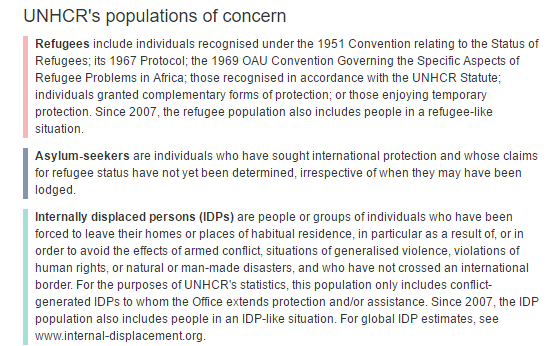 UNHCR's populations of concern
Refugees include individuals recognised under the 1951 Convention relating to the Status of
Refugees; its 1967 Protocol; the 1969 OAU Convention Governing the Specific Aspects of
Refugee Problems in Africa; those recognised in accordance with the UNHCR Statute;
individuals granted complementary forms of protection; or those enjoying temporary
protection. Since 2007, the refugee population also includes people in a refugee-like
situation.
Asylum-seekers are individuals who have sought international protection and whose claims
for refugee status have not yet been determined, irrespective of when they may have been
lodged.
Internally displaced persons (IDPs) are people or groups of individuals who have been
forced to leave their homes or places of habitual residence, in particular as a result of, or in
order to avoid the effects of armed conflict, situations of generalised violence, violations of
human rights, or natural or man-made disasters, and who have not crossed an international
border. For the purposes of UNHCR's statistics, this population only includes conflict-
generated IDPs to whom the Office extends protection and/or assistance. Since 2007, the IDP
population also includes people in an IDP-like situation. For global IDP estimates, see
www.internal-displacement.org.